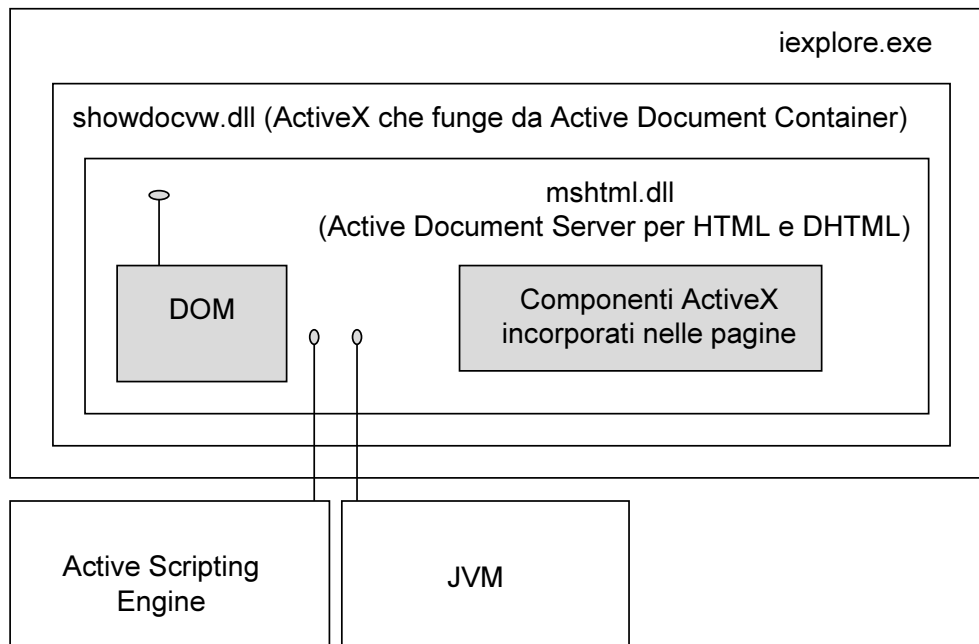 iexplore.exe
showdocvw.dll (ActiveX che funge da Active Document Container)
mshtml.dll
(Active Document Server per HTML e DHTML)
DOM
Componenti ActiveX
incorporati nelle pagine
Active Scripting
Engine
JVM